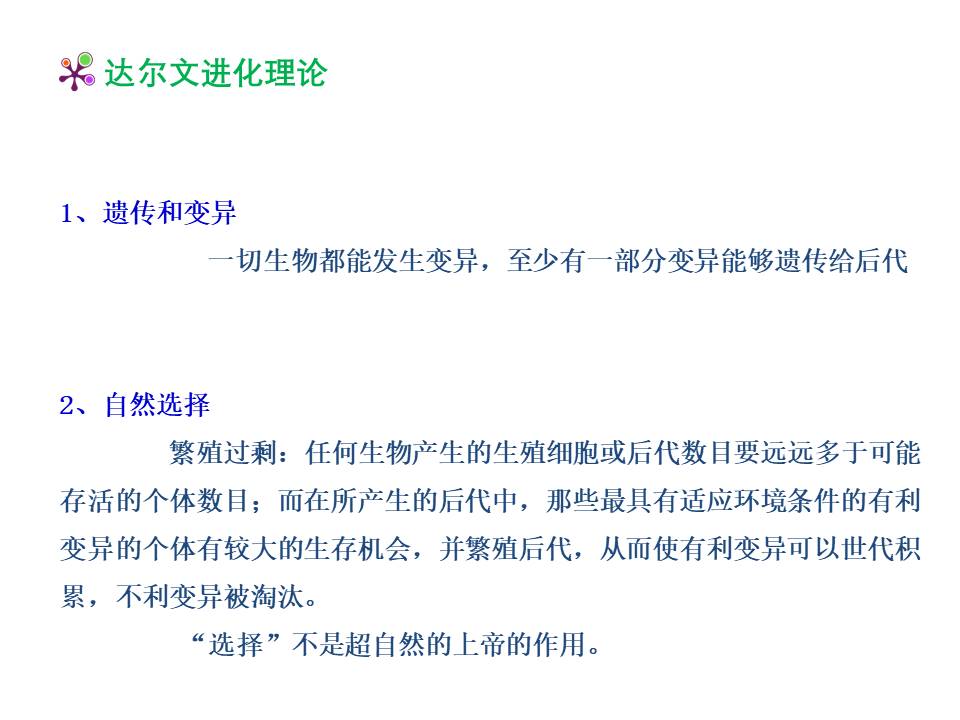 达尔文进化理论
1、遗传和变异
一切生物都能发生变异，至少有一部分变异能够遗传给后代
2、自然选择
繁殖过剩：任何生物产生的生殖细胞或后代数目要远远多于可能
存活的个体数目；而在所产生的后代中，那些最具有适应环境条件的有利
变异的个体有较大的生存机会，并繁殖后代，从而使有利变异可以世代积
累，不利变异被淘汰。
“选择”不是超自然的上帝的作用。